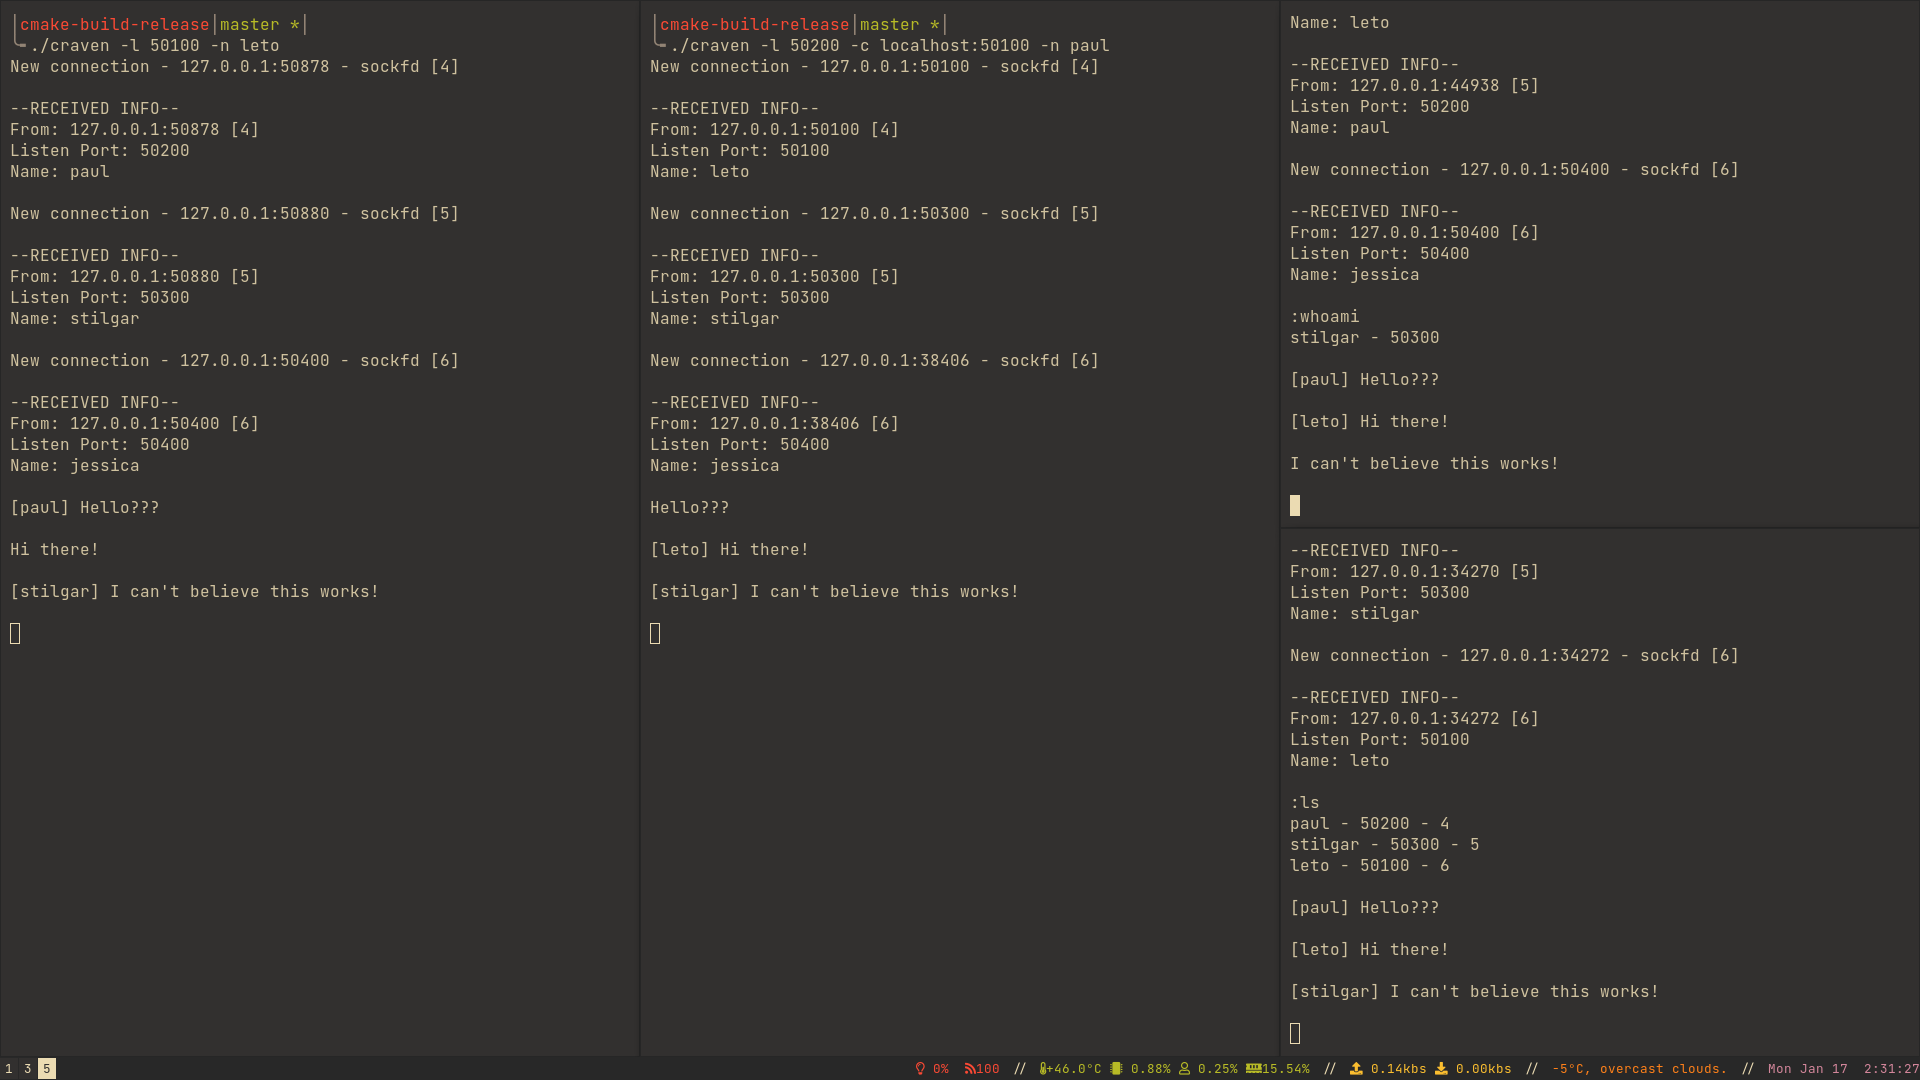 cmake-build-release|master *|
./craven -l 50100 -n leto
New connection - 127.0.0.1:50878 - sockfd [4]
--RECEIVED INFO--
From: 127.0.0.1:50878 [4]
Listen Port: 50200
Name: paul
New connection - 127.0.0.1:50880 - sockfd [5]
--RECEIVED INFO--
From: 127.0.0.1:50880 [5]
Listen Port: 50300
Name: stilgar
New connection - 127.0.0.1:50400 - sockfd [6]
--RECEIVED INFO--
From: 127.0.0.1:50400 [6]
Listen Port: 50400
Name: jessica
[paul] Hello???
Hi there!
[stilgar] I can't believe this works!
cmake-build-release|master *|
./craven -l 50200 -c localhost:50100 -n paul
New connection - 127.0.0.1:50100 - sockfd [4]
--RECEIVED INFO--
From: 127.0.0.1:50100 [4]
Listen Port: 50100
Name: leto
New connection - 127.0.0.1:50300 - sockfd [5]
--RECEIVED INFO--
From: 127.0.0.1:50300 [5]
Listen Port: 50300
Name: stilgar
New connection - 127.0.0.1:38406 - sockfd [6]
--RECEIVED INFO--
From: 127.0.0.1:38406 [6]
Listen Port: 50400
Name: jessica
Hello???
[leto] Hi there!
[stilgar] I can't believe this works!
Name: leto
--RECEIVED INFO--
From: 127.0.0.1:44938 [5]
Listen Port: 50200
Name: paul
New connection - 127.0.0.1:50400 - sockfd [6]
--RECEIVED INFO--
From: 127.0.0.1:50400 [6]
Listen Port: 50400
Name: jessica
:whoami
stilgar - 50300
[paul] Hello???
[leto] Hi there!
I can't believe this works!
--RECEIVED INFO--
From: 127.0.0.1:34270 [5]
Listen Port: 50300
Name: stilgar
New connection - 127.0.0.1:34272 - sockfd [6]
--RECEIVED INFO--
From: 127.0.0.1:34272 [6]
Listen Port: 50100
Name: leto
:ls
paul - 50200 - 4
stilgar - 50300 - 5
leto - 50100 - 6
[paul] Hello???
[leto] Hi there!
[stilgar] I can't believe this works!
1 3 5 0% 100 // +46.0°C 0.88% 0.25% 15.54% // 0.14kbs 0.00kbs // -5°C, overcast clouds. // Mon Jan 17 2:31:27